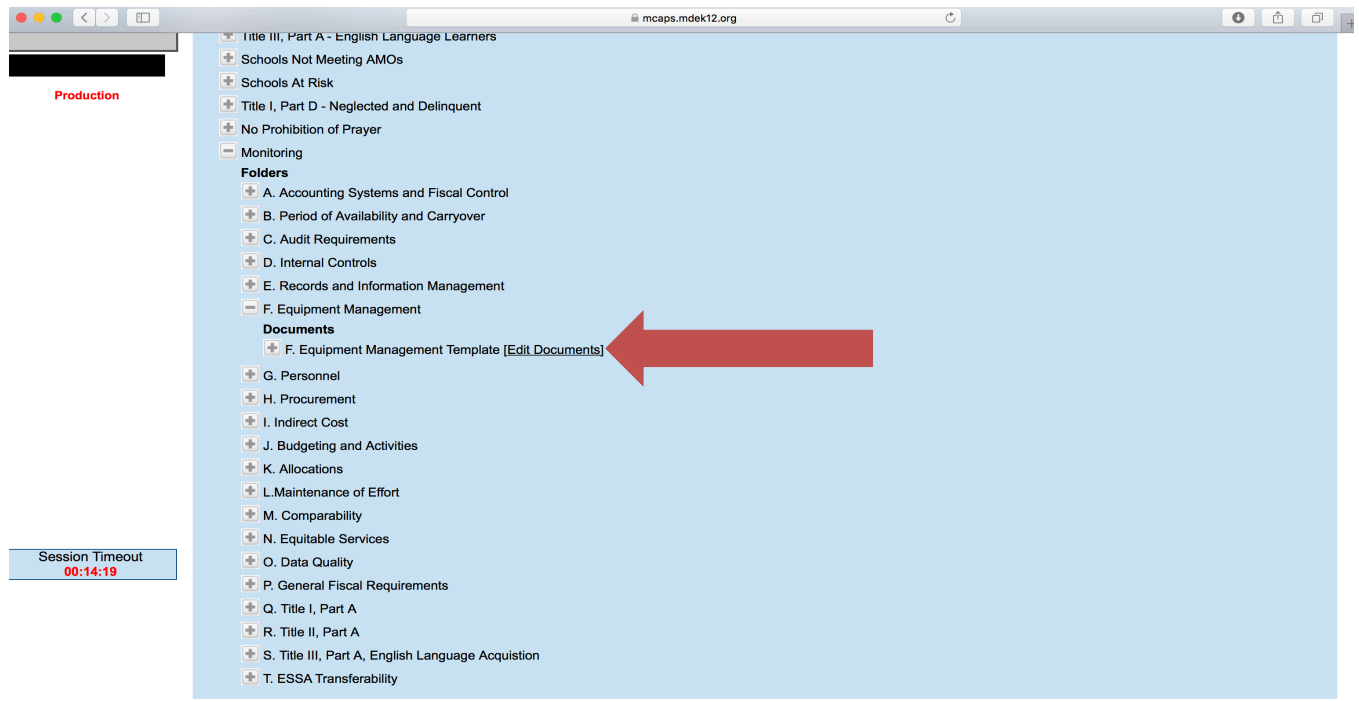 mcaps.mdek12.org
Title III, Part A - English Language Learners
Schools Not Meeting AMOs
Schools At Risk
Production
Title I, Part D - Neglected and Delinquent
No Prohibition of Prayer
Monitoring
Folders
A. Accounting Systems and Fiscal Control
B. Period of Availability and Carryover
C. Audit Requirements
D. Internal Controls
E. Records and Information Management
F. Equipment Management
Documents
F. Equipment Management Template [Edit Documents]
G. Personnel
H. Procurement
I. Indirect Cost
J. Budgeting and Activities
K. Allocations
L.Maintenance of Effort
M. Comparability
N. Equitable Services
Session Timeout
00:14:19
O. Data Quality
P. General Fiscal Requirements
Q. Title I, Part A
R. Title II, Part A
S. Title III, Part A, English Language Acquistion
T. ESSA Transferability